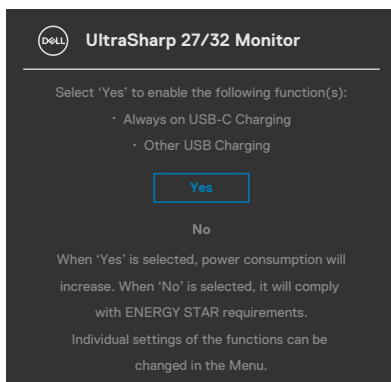 DELL UltraSharp 27/32 Monitor
Select ‘Yes’ to enable the following function(s):
· Always on USB-C Charging
· Other USB Charging
Yes
No
When ‘Yes’ is selected, power consumption will
increase. When ‘No’ is selected, it will comply
with ENERGY STAR requirements.
Individual settings of the functions can be
changed in the Menu.